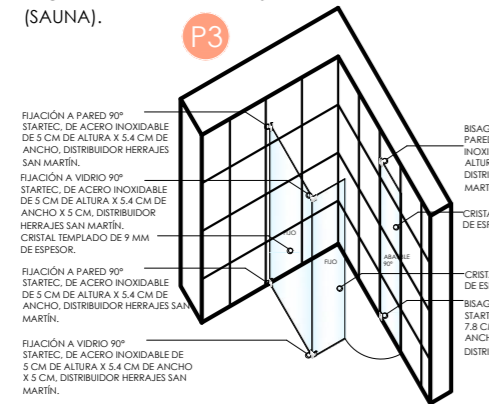 (SAUNA).
P3
FIJACIÓN A PARED 90°
STARTEC, DE ACERO INOXIDABLE
DE 5 CM DE ALTURA X 5.4 CM DE
ANCHO, DISTRIBUIDOR HERRAJES
SAN MARTÍN.
FIJACIÓN A VIDRIO 90°
STARTEC, DE ACERO INOXIDABLE
DE 5 CM DE ALTURA X 5.4 CM DE
ANCHO X 5 CM, DISTRIBUIDOR
HERRAJES SAN MARTÍN.
CRISTAL TEMPLADO DE 9 MM
DE ESPESOR.
FIJACIÓN A PARED 90°
STARTEC, DE ACERO INOXIDABLE
DE 5 CM DE ALTURA X 5.4 CM DE
ANCHO, DISTRIBUIDOR HERRAJES SAN
MARTÍN.
FIJACIÓN A VIDRIO 90°
STARTEC, DE ACERO INOXIDABLE DE
5 CM DE ALTURA X 5.4 CM DE ANCHO
X 5 CM, DISTRIBUIDOR HERRAJES SAN
MARTÍN.
FIJO
FIJO
90°
BISAG
PARED
INOXI
ALTUR
DISTRI
MART
CRISTA
DE ESP
CRIST
DE ES
BISAG
START
7.8 CM
ANCH
DISTRI